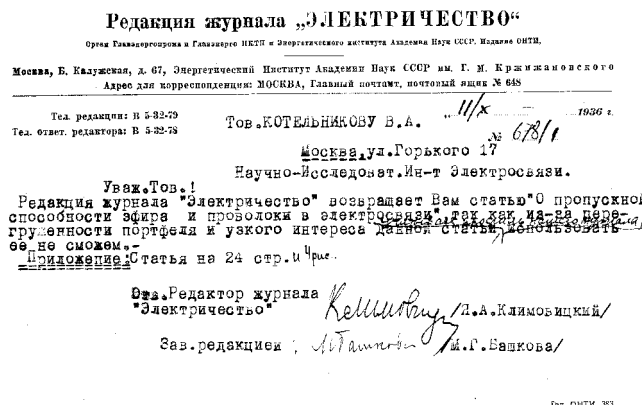 Редакция журнала „ЭЛЕКТРИЧЕСТВО“
Орган Главэнергопрома и Главэнерго НКТП и Энергетического института Академии Наук СССР. Издание ОНТИ.
Москва, Б. Калужская, д. 67, Энергетический Институт Академии Наук СССР им. Г. М. Кржижановского
Адрес для корреспонденции: МОСКВА, Главный почтамт, почтовый ящик № 648
Тел. редакции: В 5-32-79
Тел. ответ. редактора: В 5-32-78
„ 11/X 1936 г.
№ 678/1
Тов.КОТЕЛЬНИКОВУ В.А.
Москва,ул.Горького 17
Научно-Исследоват.Ин-т Электросвязи.
Уваж.Тов.!
Редакция журнала "Электричество" возвращает Вам статью"О пропускной
способности эфира и проволоки в электросвязи",так как из-за пере-
груженности портфеля и узкого интереса данной статьи, использовать
ее не сможем.-
Приложение:Статья на 24 стр.и 4рис.
Отв.Редактор журнала
"Электричество" /Л.А.Климовицкий/
Зав.редакцией: /М.Г.Башкова/